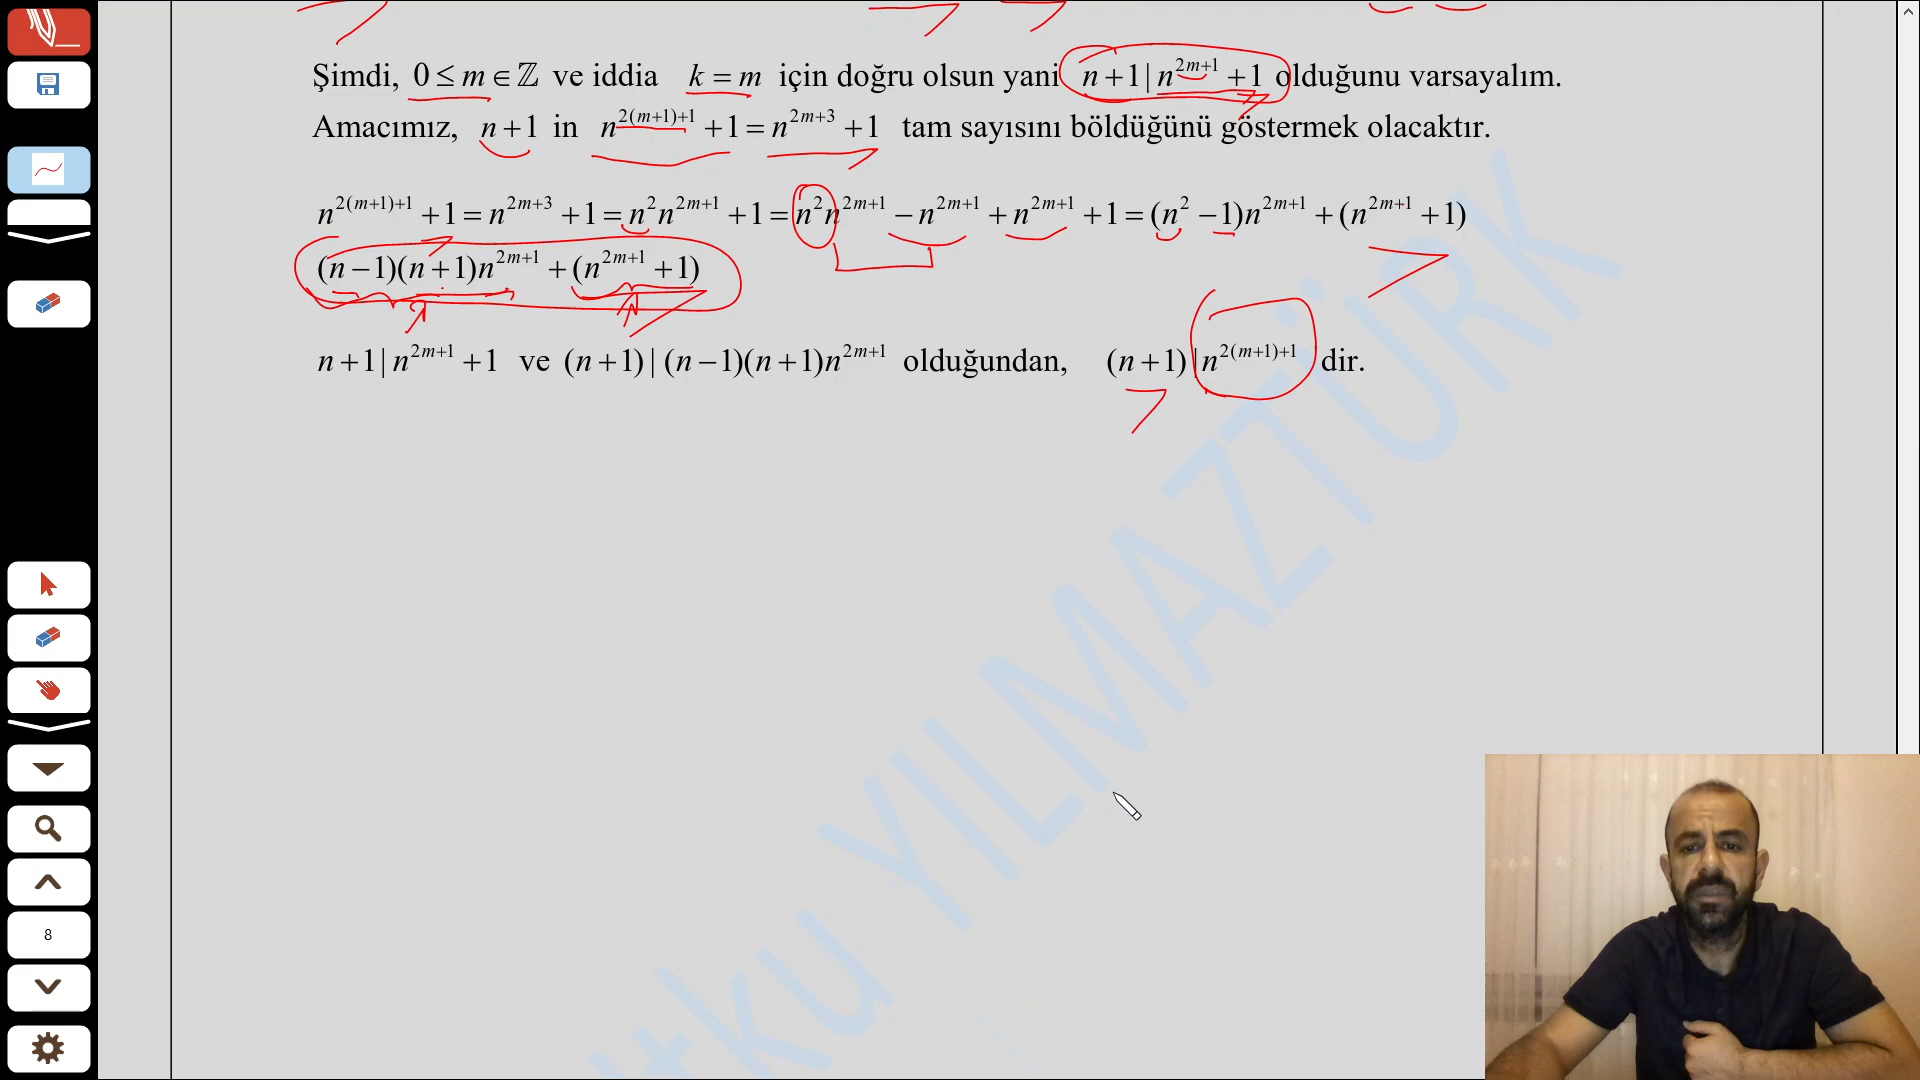 Şimdi, 0 ≤ m ∈ ℤ ve iddia k = m için doğru olsun yani n + 1 | n^{2m+1} + 1 olduğunu varsayalım.
Amacımız, n + 1 in n^{2(m+1)+1} + 1 = n^{2m+3} + 1 tam sayısını böldüğünü göstermek olacaktır.
n^{2(m+1)+1} + 1 = n^{2m+3} + 1 = n^2 n^{2m+1} + 1 = n^2 n^{2m+1} − n^{2m+1} + n^{2m+1} + 1 = (n^2 − 1)n^{2m+1} + (n^{2m+1} + 1)
(n − 1)(n + 1)n^{2m+1} + (n^{2m+1} + 1)
n + 1 | n^{2m+1} + 1 ve (n + 1) | (n − 1)(n + 1)n^{2m+1} olduğundan, (n + 1) | n^{2(m+1)+1} dir.
YILMAZTÜRK
8